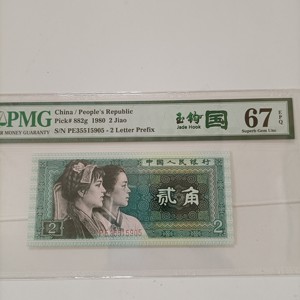 PMG
MONEY GUARANTY
China / People's Republic
Pick# 882g 1980 2 Jiao
S/N PE35515905 - 2 Letter Prefix
玉钩国
Jade Hook
67 EPQ
Superb Gem Unc
中国人民银行
贰角
2
2